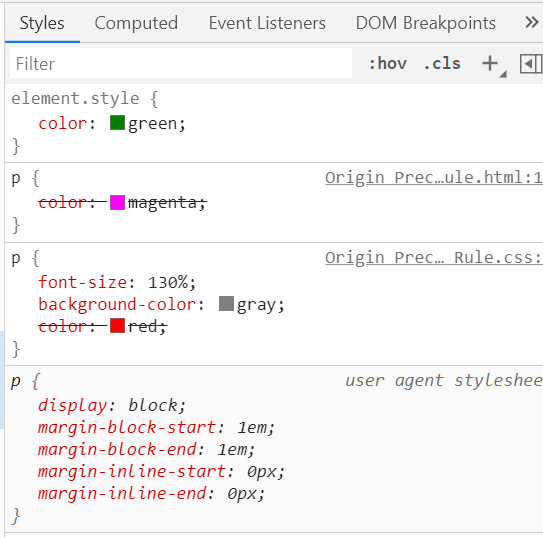 Styles Computed Event Listeners DOM Breakpoints »
Filter :hov .cls +
element.style {
color: green;
}
p { Origin Prec…ule.html:1
color: magenta;
}
p { Origin Prec… Rule.css:
font-size: 130%;
background-color: gray;
color: red;
}
p { user agent styleshee
display: block;
margin-block-start: 1em;
margin-block-end: 1em;
margin-inline-start: 0px;
margin-inline-end: 0px;
}